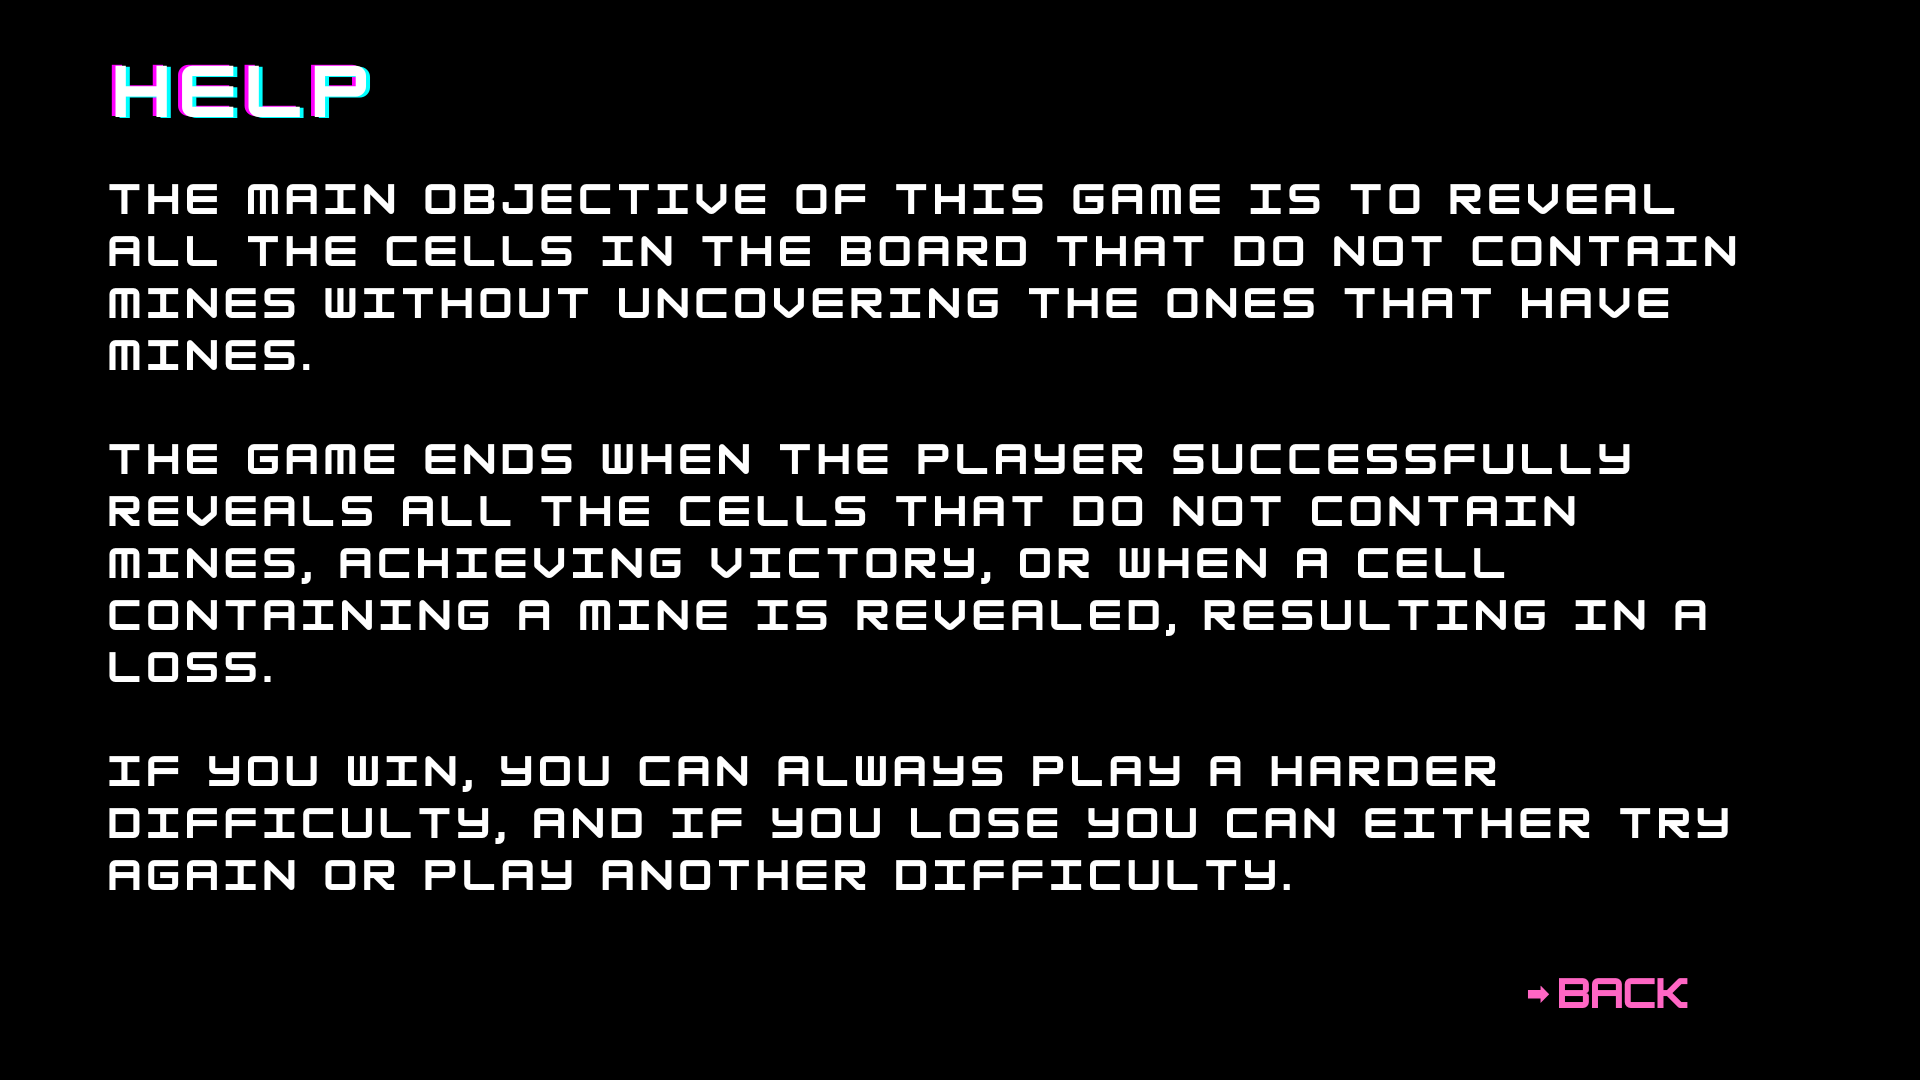 HELP
THE MAIN OBJECTIVE OF THIS GAME IS TO REVEAL
ALL THE CELLS IN THE BOARD THAT DO NOT CONTAIN
MINES WITHOUT UNCOVERING THE ONES THAT HAVE
MINES.
THE GAME ENDS WHEN THE PLAYER SUCCESSFULLY
REVEALS ALL THE CELLS THAT DO NOT CONTAIN
MINES, ACHIEVING VICTORY, OR WHEN A CELL
CONTAINING A MINE IS REVEALED, RESULTING IN A
LOSS.
IF YOU WIN, YOU CAN ALWAYS PLAY A HARDER
DIFFICULTY, AND IF YOU LOSE YOU CAN EITHER TRY
AGAIN OR PLAY ANOTHER DIFFICULTY.
➡ BACK